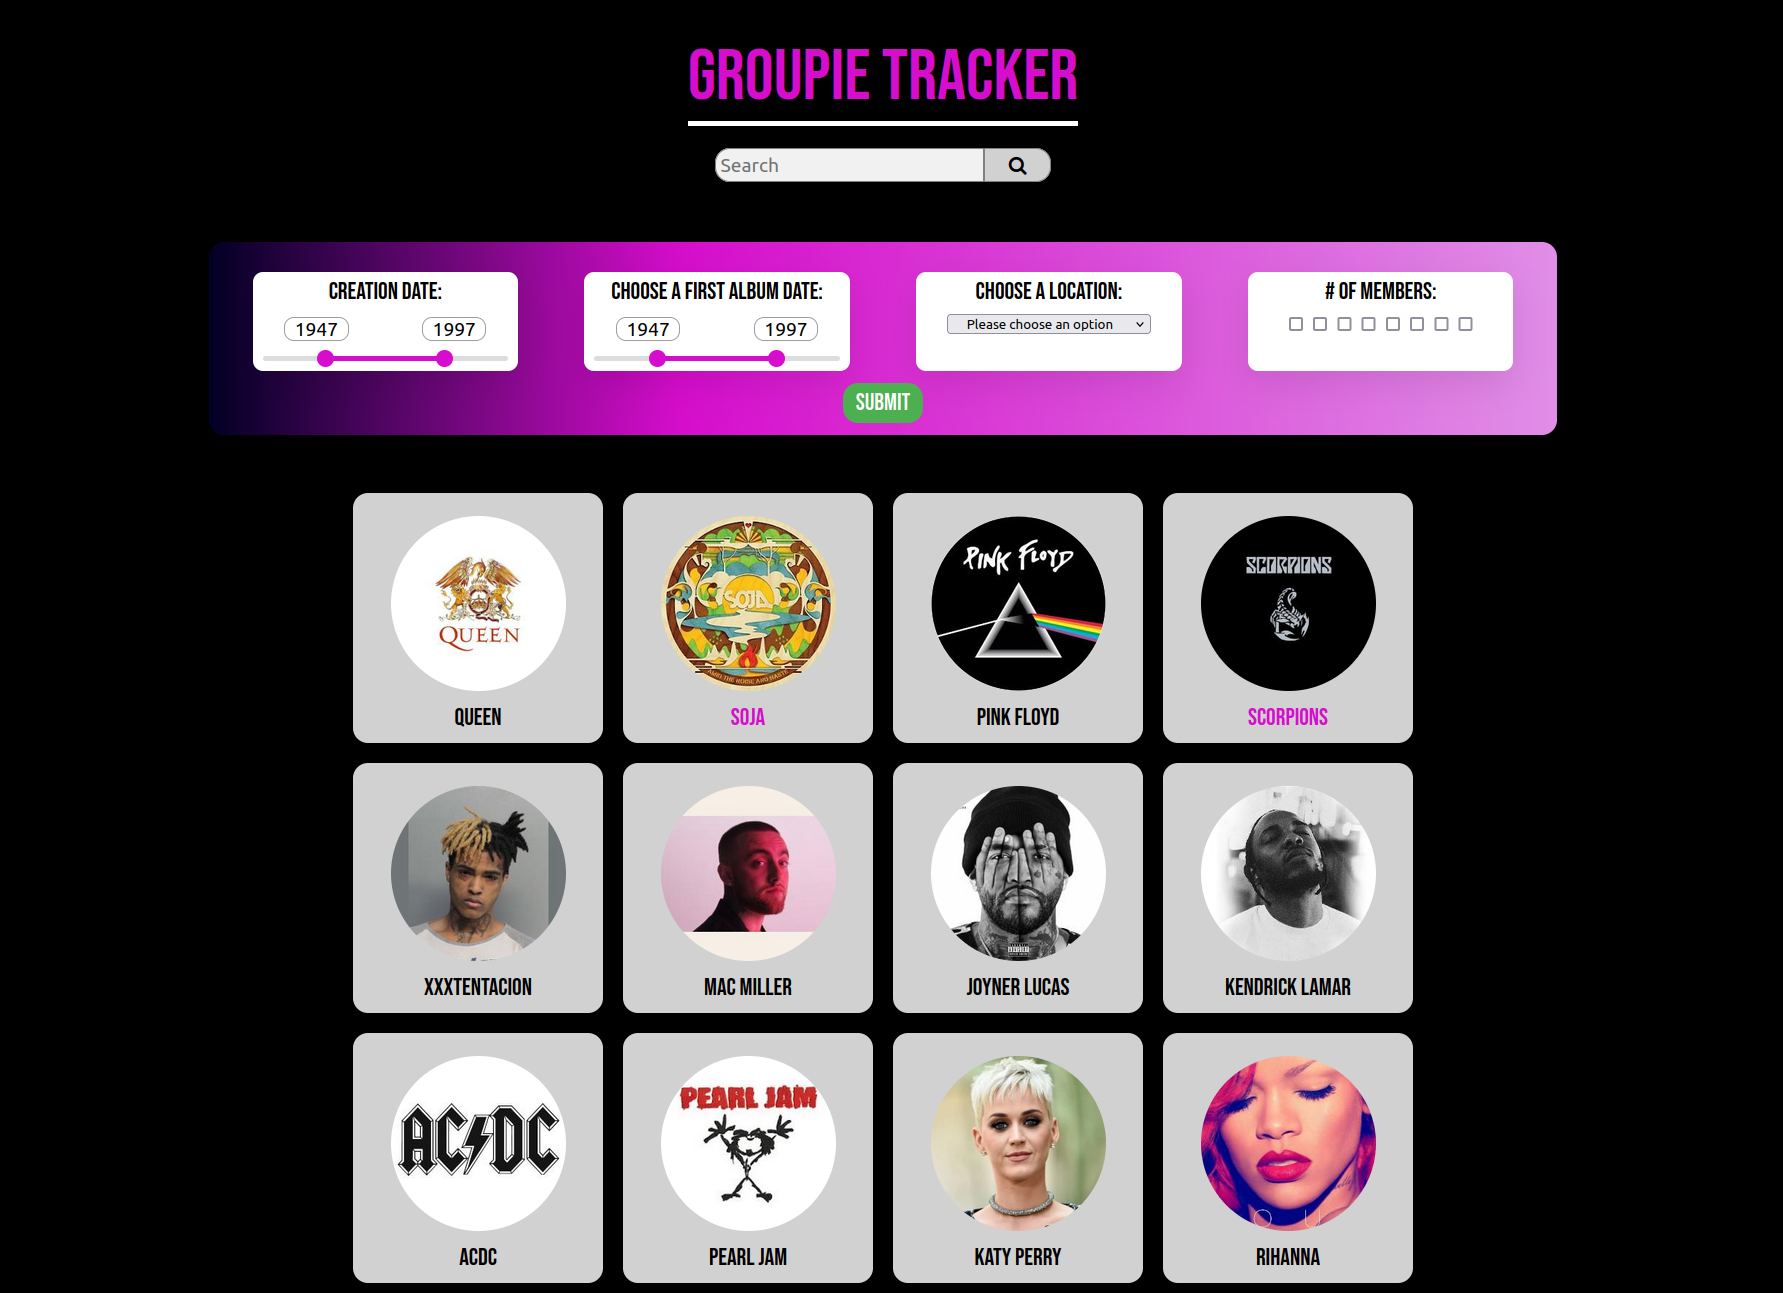 GROUPIE TRACKER
Search
CREATION DATE:
1947 1997
CHOOSE A FIRST ALBUM DATE:
1947 1997
CHOOSE A LOCATION:
Please choose an option
# OF MEMBERS:
SUBMIT
QUEEN
QUEEN
SOJA
SOJA
PINK FLOYD
PINK FLOYD
SCORPIONS
SCORPIONS
XXXTENTACION
MAC MILLER
JOYNER LUCAS
KENDRICK LAMAR
AC DC
ACDC
PEARL JAM
PEARL JAM
KATY PERRY
O U
RIHANNA